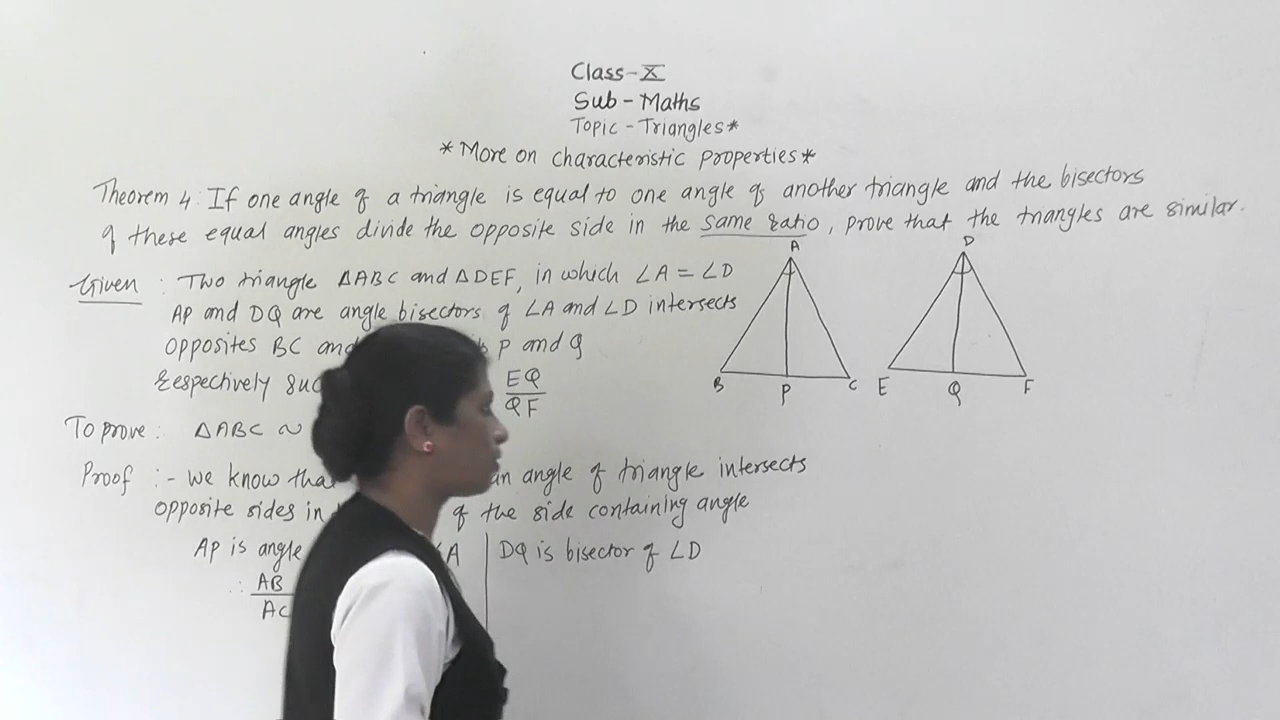 Class-X
Sub-Maths
Topic-Triangles*
*More on characteristic properties*
Theorem 4: If one angle of a triangle is equal to one angle of another triangle and the bisectors
of these equal angles divide the opposite side in the same ratio, prove that the triangles are similar.
Given : Two triangle △ABC and △DEF, in which ∠A = ∠D
AP and DQ are angle bisectors of ∠A and ∠D intersects
opposites BC and P and Q
respectively EQ
QF
To prove: △ABC ~
Proof :- we know an angle of triangle intersects
opposite sides in of the side containing angle
AP is angle ∠A | DQ is bisector of ∠D
∴ AB
AC
A
B P C
D
E Q F